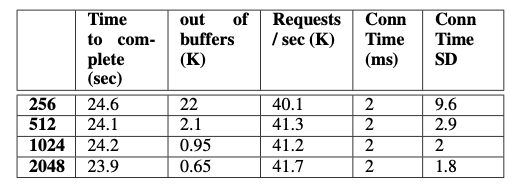 Time to com-plete (sec) | out of buffers (K) | Requests / sec (K) | Conn Time (ms) | Conn Time SD
256 | 24.6 | 22 | 40.1 | 2 | 9.6
512 | 24.1 | 2.1 | 41.3 | 2 | 2.9
1024 | 24.2 | 0.95 | 41.2 | 2 | 2
2048 | 23.9 | 0.65 | 41.7 | 2 | 1.8